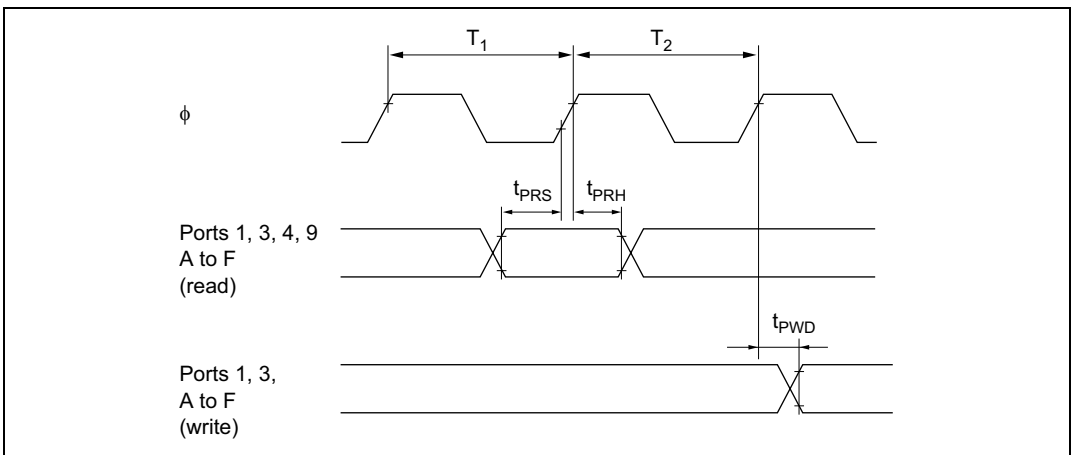 T1 T2
ϕ
tPRS tPRH
Ports 1, 3, 4, 9
A to F
(read)
tPWD
Ports 1, 3,
A to F
(write)